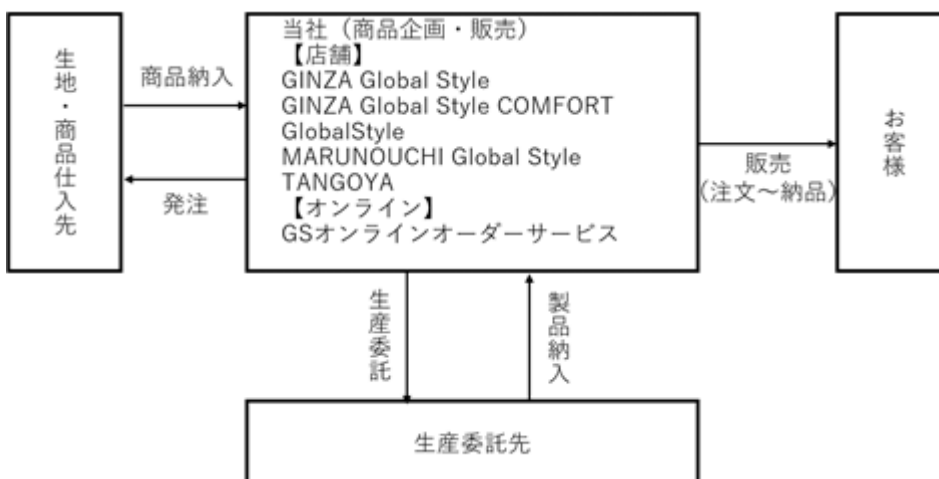 生地・商品仕入先
商品納入
発注
当社（商品企画・販売）
【店舗】
GINZA Global Style
GINZA Global Style COMFORT
GlobalStyle
MARUNOUCHI Global Style
TANGOYA
【オンライン】
GSオンラインオーダーサービス
販売
（注文～納品）
お客様
生産委託
製品納入
生産委託先